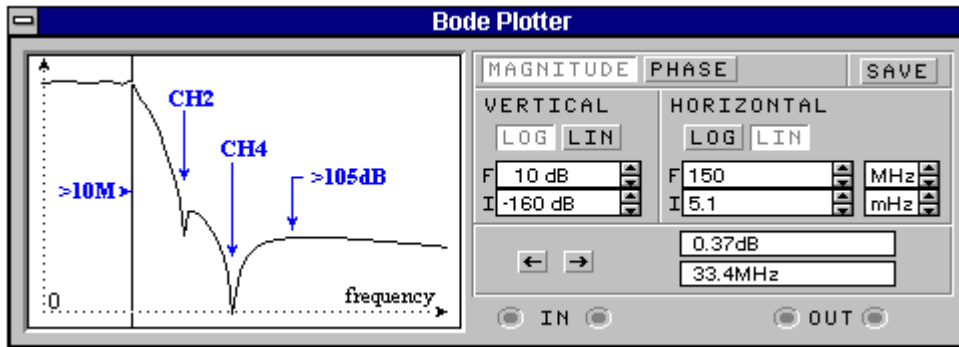 Bode Plotter
CH2
CH4
>10M
>105dB
0
frequency
MAGNITUDE PHASE SAVE
VERTICAL
LOG LIN
F 10 dB
I -160 dB
HORIZONTAL
LOG LIN
F 150 MHz
I 5.1 mHz
0.37dB
33.4MHz
IN
OUT